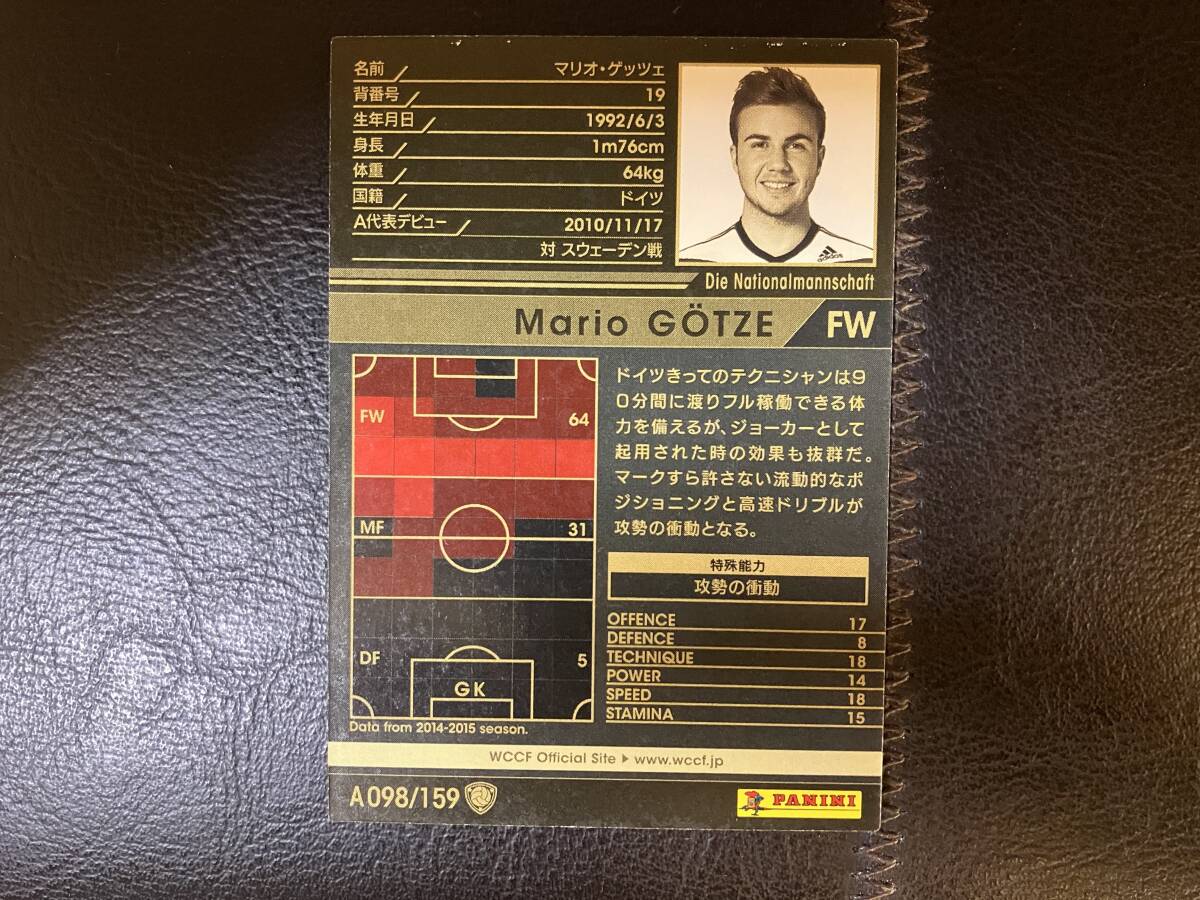 名前 マリオ・ゲッツェ
背番号 19
生年月日 1992/6/3
身長 1m76cm
体重 64kg
国籍 ドイツ
A代表デビュー 2010/11/17
対 スウェーデン戦
adidas
Die Nationalmannschaft
Mario GÖTZE FW
FW 64
MF 31
DF 5
GK
Data from 2014-2015 season.
ドイツきってのテクニシャンは9
0分間に渡りフル稼働できる体
力を備えるが、ジョーカーとして
起用された時の効果も抜群だ。
マークすら許さない流動的なポ
ジショニングと高速ドリブルが
攻勢の衝動となる。
特殊能力
攻勢の衝動
OFFENCE 17
DEFENCE 8
TECHNIQUE 18
POWER 14
SPEED 18
STAMINA 15
WCCF Official Site ▶ www.wccf.jp
A098/159
PANINI